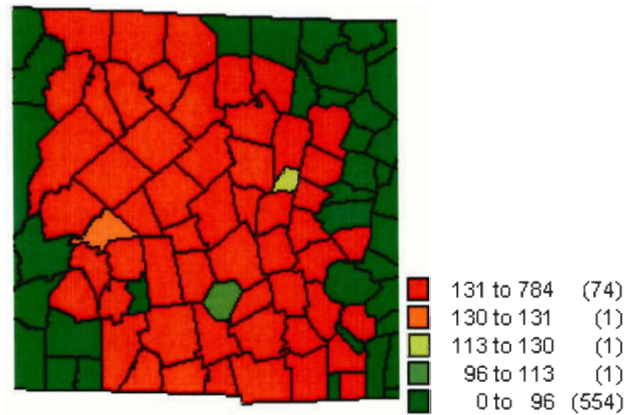 131 to 784 (74)
130 to 131 (1)
113 to 130 (1)
96 to 113 (1)
0 to 96 (554)